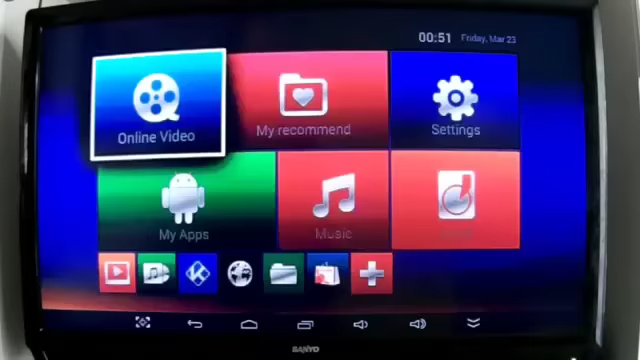 00:51 Friday, Mar 23
Online Video
My recommend
Settings
My Apps
Music
SANYO